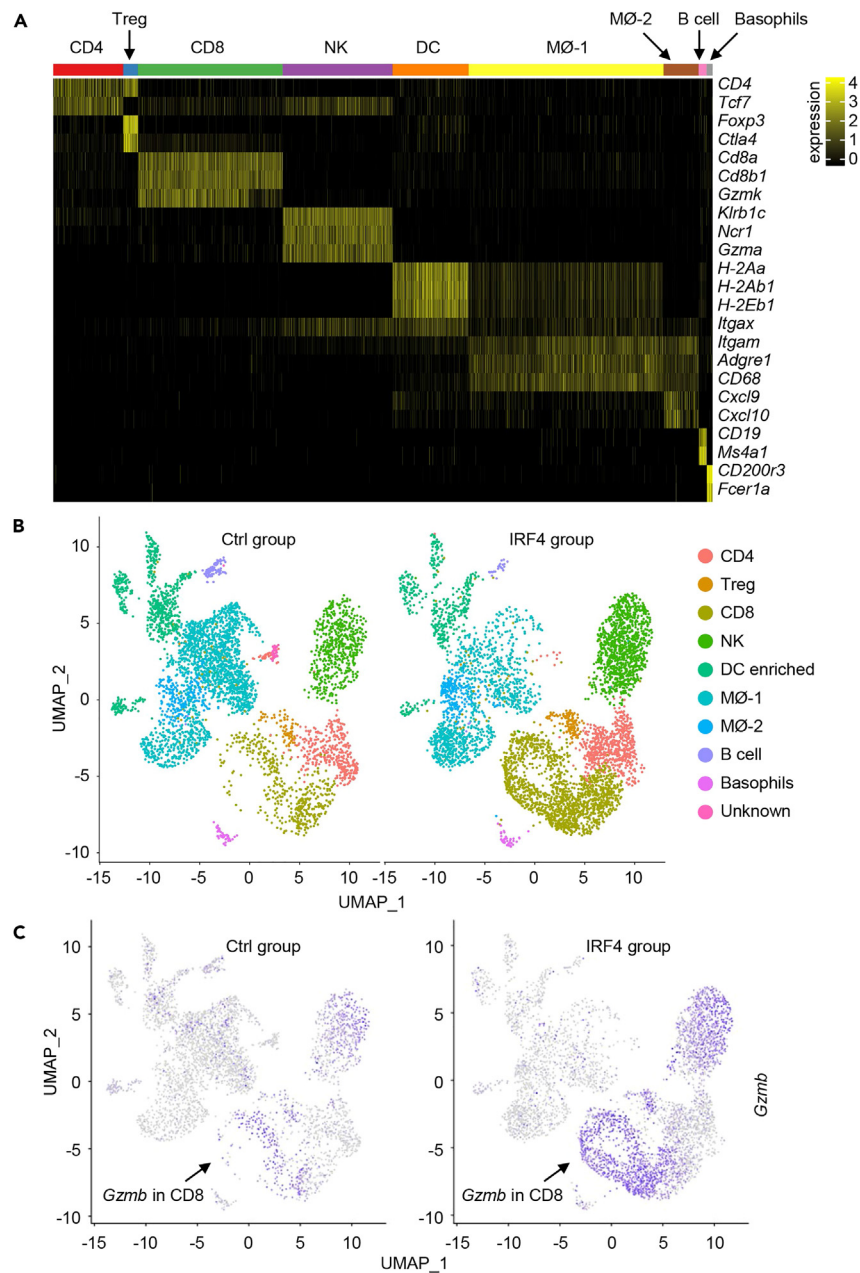 A
Treg
MØ-2
B cell
Basophils
CD4
CD8
NK
DC
MØ-1
CD4
Tcf7
Foxp3
Ctla4
Cd8a
Cd8b1
Gzmk
Klrb1c
Ncr1
Gzma
H-2Aa
H-2Ab1
H-2Eb1
Itgax
Itgam
Adgre1
CD68
Cxcl9
Cxcl10
CD19
Ms4a1
CD200r3
Fcer1a
expression
4
3
2
1
0
B
Ctrl group
IRF4 group
10
5
0
-5
-10
UMAP_2
-15 -10 -5 0 5 10
-15 -10 -5 0 5 10
UMAP_1
CD4
Treg
CD8
NK
DC enriched
MØ-1
MØ-2
B cell
Basophils
Unknown
C
Ctrl group
IRF4 group
10
5
0
-5
-10
UMAP_2
10
5
0
-5
-10
Gzmb
Gzmb in CD8
Gzmb in CD8
-15 -10 -5 0 5 10
-15 -10 -5 0 5 10
UMAP_1